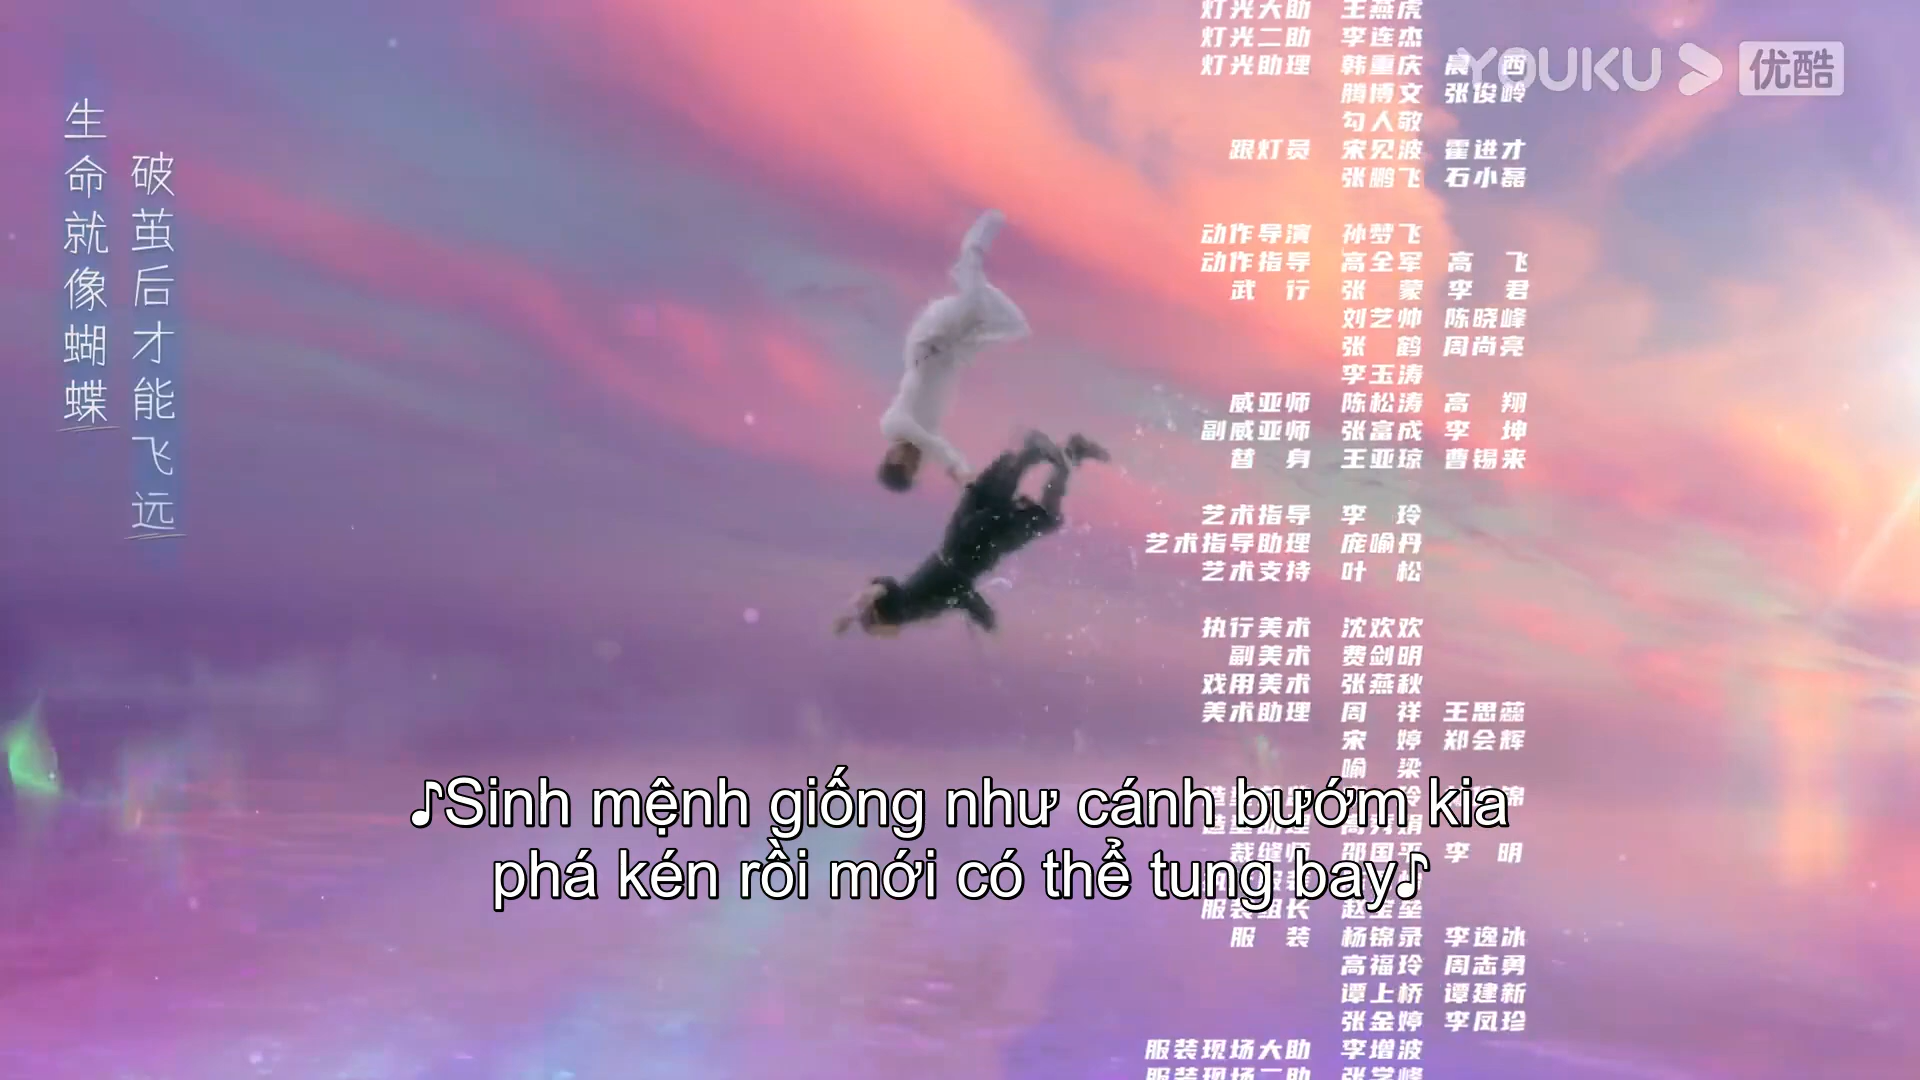 生命就像蝴蝶
破茧后才能飞远
YOUKU 优酷
灯光大助 王燕虎
灯光二助 李连杰
灯光助理 韩重庆 晨 西
腾博文 张俊岭
勾人敬
跟灯员 宋见波 霍进才
张鹏飞 石小磊
动作导演 孙梦飞
动作指导 高全军 高 飞
武 行 张 蒙 李 君
刘艺帅 陈晓峰
张 鹤 周尚亮
李玉涛
威亚师 陈松涛 高 翔
副威亚师 张富成 李 坤
替 身 王亚琼 曹锡来
艺术指导 李 玲
艺术指导助理 庞喻丹
艺术支持 叶 松
执行美术 沈欢欢
副美术 费剑明
戏用美术 张燕秋
美术助理 周 祥 王思蕊
宋 婷 郑会辉
喻 梁
♪Sinh mệnh giống như cánh bướm kia
裁缝师 邵国平 李 明
phá kén rồi mới có thể tung bay♪
服装组长
服 装 杨锦录 李逸冰
高福玲 周志勇
谭上桥 谭建新
张金婷 李凤珍
服装现场大助 李增波
服装现场二助 张学峰